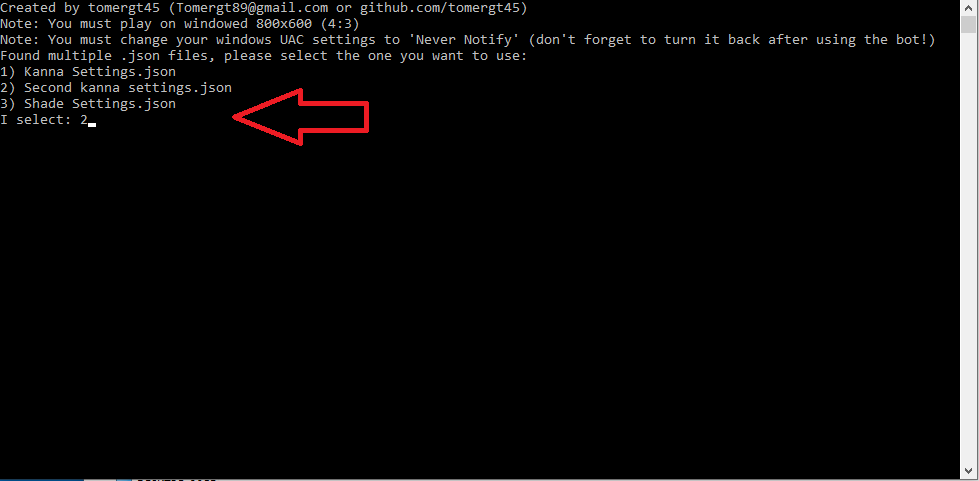 Created by tomergt45 (Tomergt89@gmail.com or github.com/tomergt45)
Note: You must play on windowed 800x600 (4:3)
Note: You must change your windows UAC settings to 'Never Notify' (don't forget to turn it back after using the bot!)
Found multiple .json files, please select the one you want to use:
1) Kanna Settings.json
2) Second kanna settings.json
3) Shade Settings.json
I select: 2